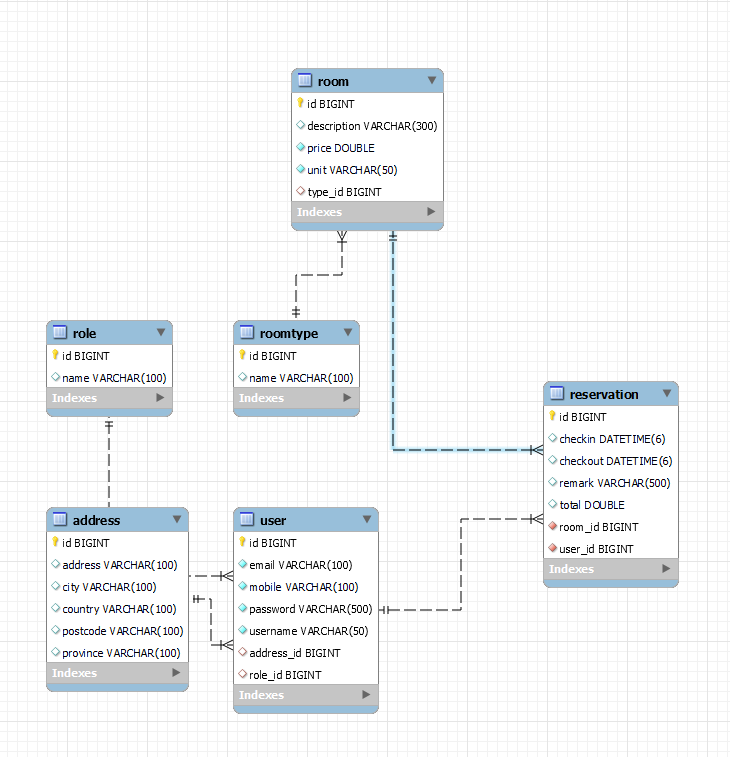 room
id BIGINT
description VARCHAR(300)
price DOUBLE
unit VARCHAR(50)
type_id BIGINT
Indexes
role
id BIGINT
name VARCHAR(100)
Indexes
roomtype
id BIGINT
name VARCHAR(100)
Indexes
reservation
id BIGINT
checkin DATETIME(6)
checkout DATETIME(6)
remark VARCHAR(500)
total DOUBLE
room_id BIGINT
user_id BIGINT
Indexes
address
id BIGINT
address VARCHAR(100)
city VARCHAR(100)
country VARCHAR(100)
postcode VARCHAR(100)
province VARCHAR(100)
Indexes
user
id BIGINT
email VARCHAR(100)
mobile VARCHAR(100)
password VARCHAR(500)
username VARCHAR(50)
address_id BIGINT
role_id BIGINT
Indexes